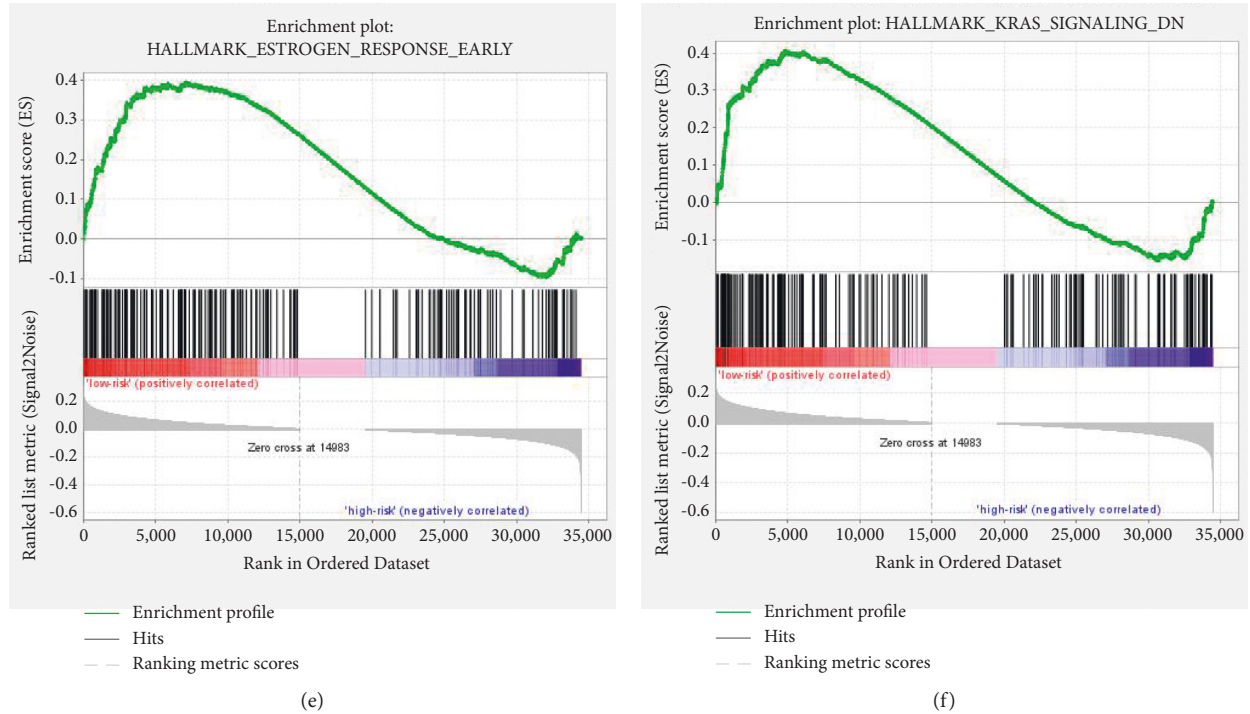 Enrichment plot:
HALLMARK_ESTROGEN_RESPONSE_EARLY
Enrichment score (ES)
0.4
0.3
0.2
0.1
0.0
-0.1
Ranked list metric (Signal2Noise)
'low-risk' (positively correlated)
0.2
0.0
-0.2
-0.4
-0.6
Zero cross at 14983
'high-risk' (negatively correlated)
0 5,000 10,000 15,000 20,000 25,000 30,000 35,000
Rank in Ordered Dataset
Enrichment profile
Hits
Ranking metric scores
(e)
Enrichment plot: HALLMARK_KRAS_SIGNALING_DN
Enrichment score (ES)
0.4
0.3
0.2
0.1
0.0
-0.1
Ranked list metric (Signal2Noise)
'low-risk' (positively correlated)
0.2
0.0
-0.2
-0.4
-0.6
Zero cross at 14983
'high-risk' (negatively correlated)
0 5,000 10,000 15,000 20,000 25,000 30,000 35,000
Rank in Ordered Dataset
Enrichment profile
Hits
Ranking metric scores
(f)